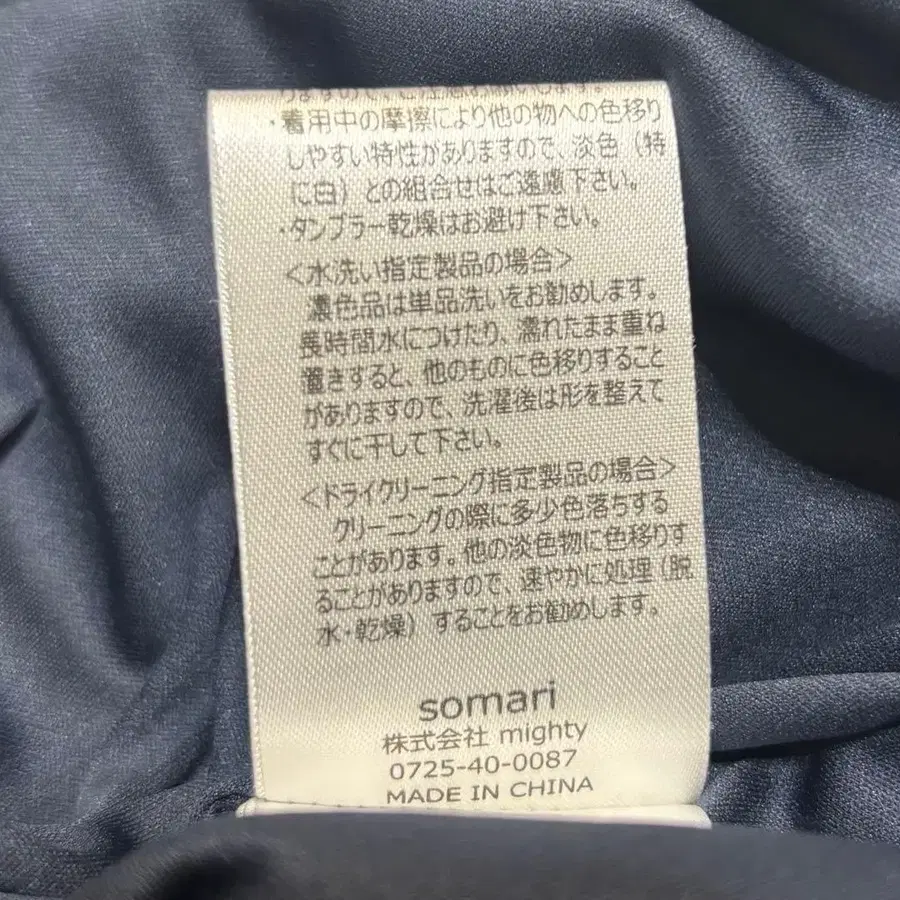 ・着用中の摩擦により他の物への色移り
しやすい特性がありますので、淡色（特
に白）との組合せはご遠慮下さい。
・タンブラー乾燥はお避け下さい。
＜水洗い指定製品の場合＞
濃色品は単品洗いをお勧めします。
長時間水につけたり、濡れたまま重ね
置きすると、他のものに色移りすること
がありますので、洗濯後は形を整えて
すぐに干して下さい。
＜ドライクリーニング指定製品の場合＞
クリーニングの際に多少色落ちする
ことがあります。他の淡色物に色移りす
ることがありますので、速やかに処理（脱
水・乾燥）することをお勧めします。
somari
株式会社 mighty
0725-40-0087
MADE IN CHINA